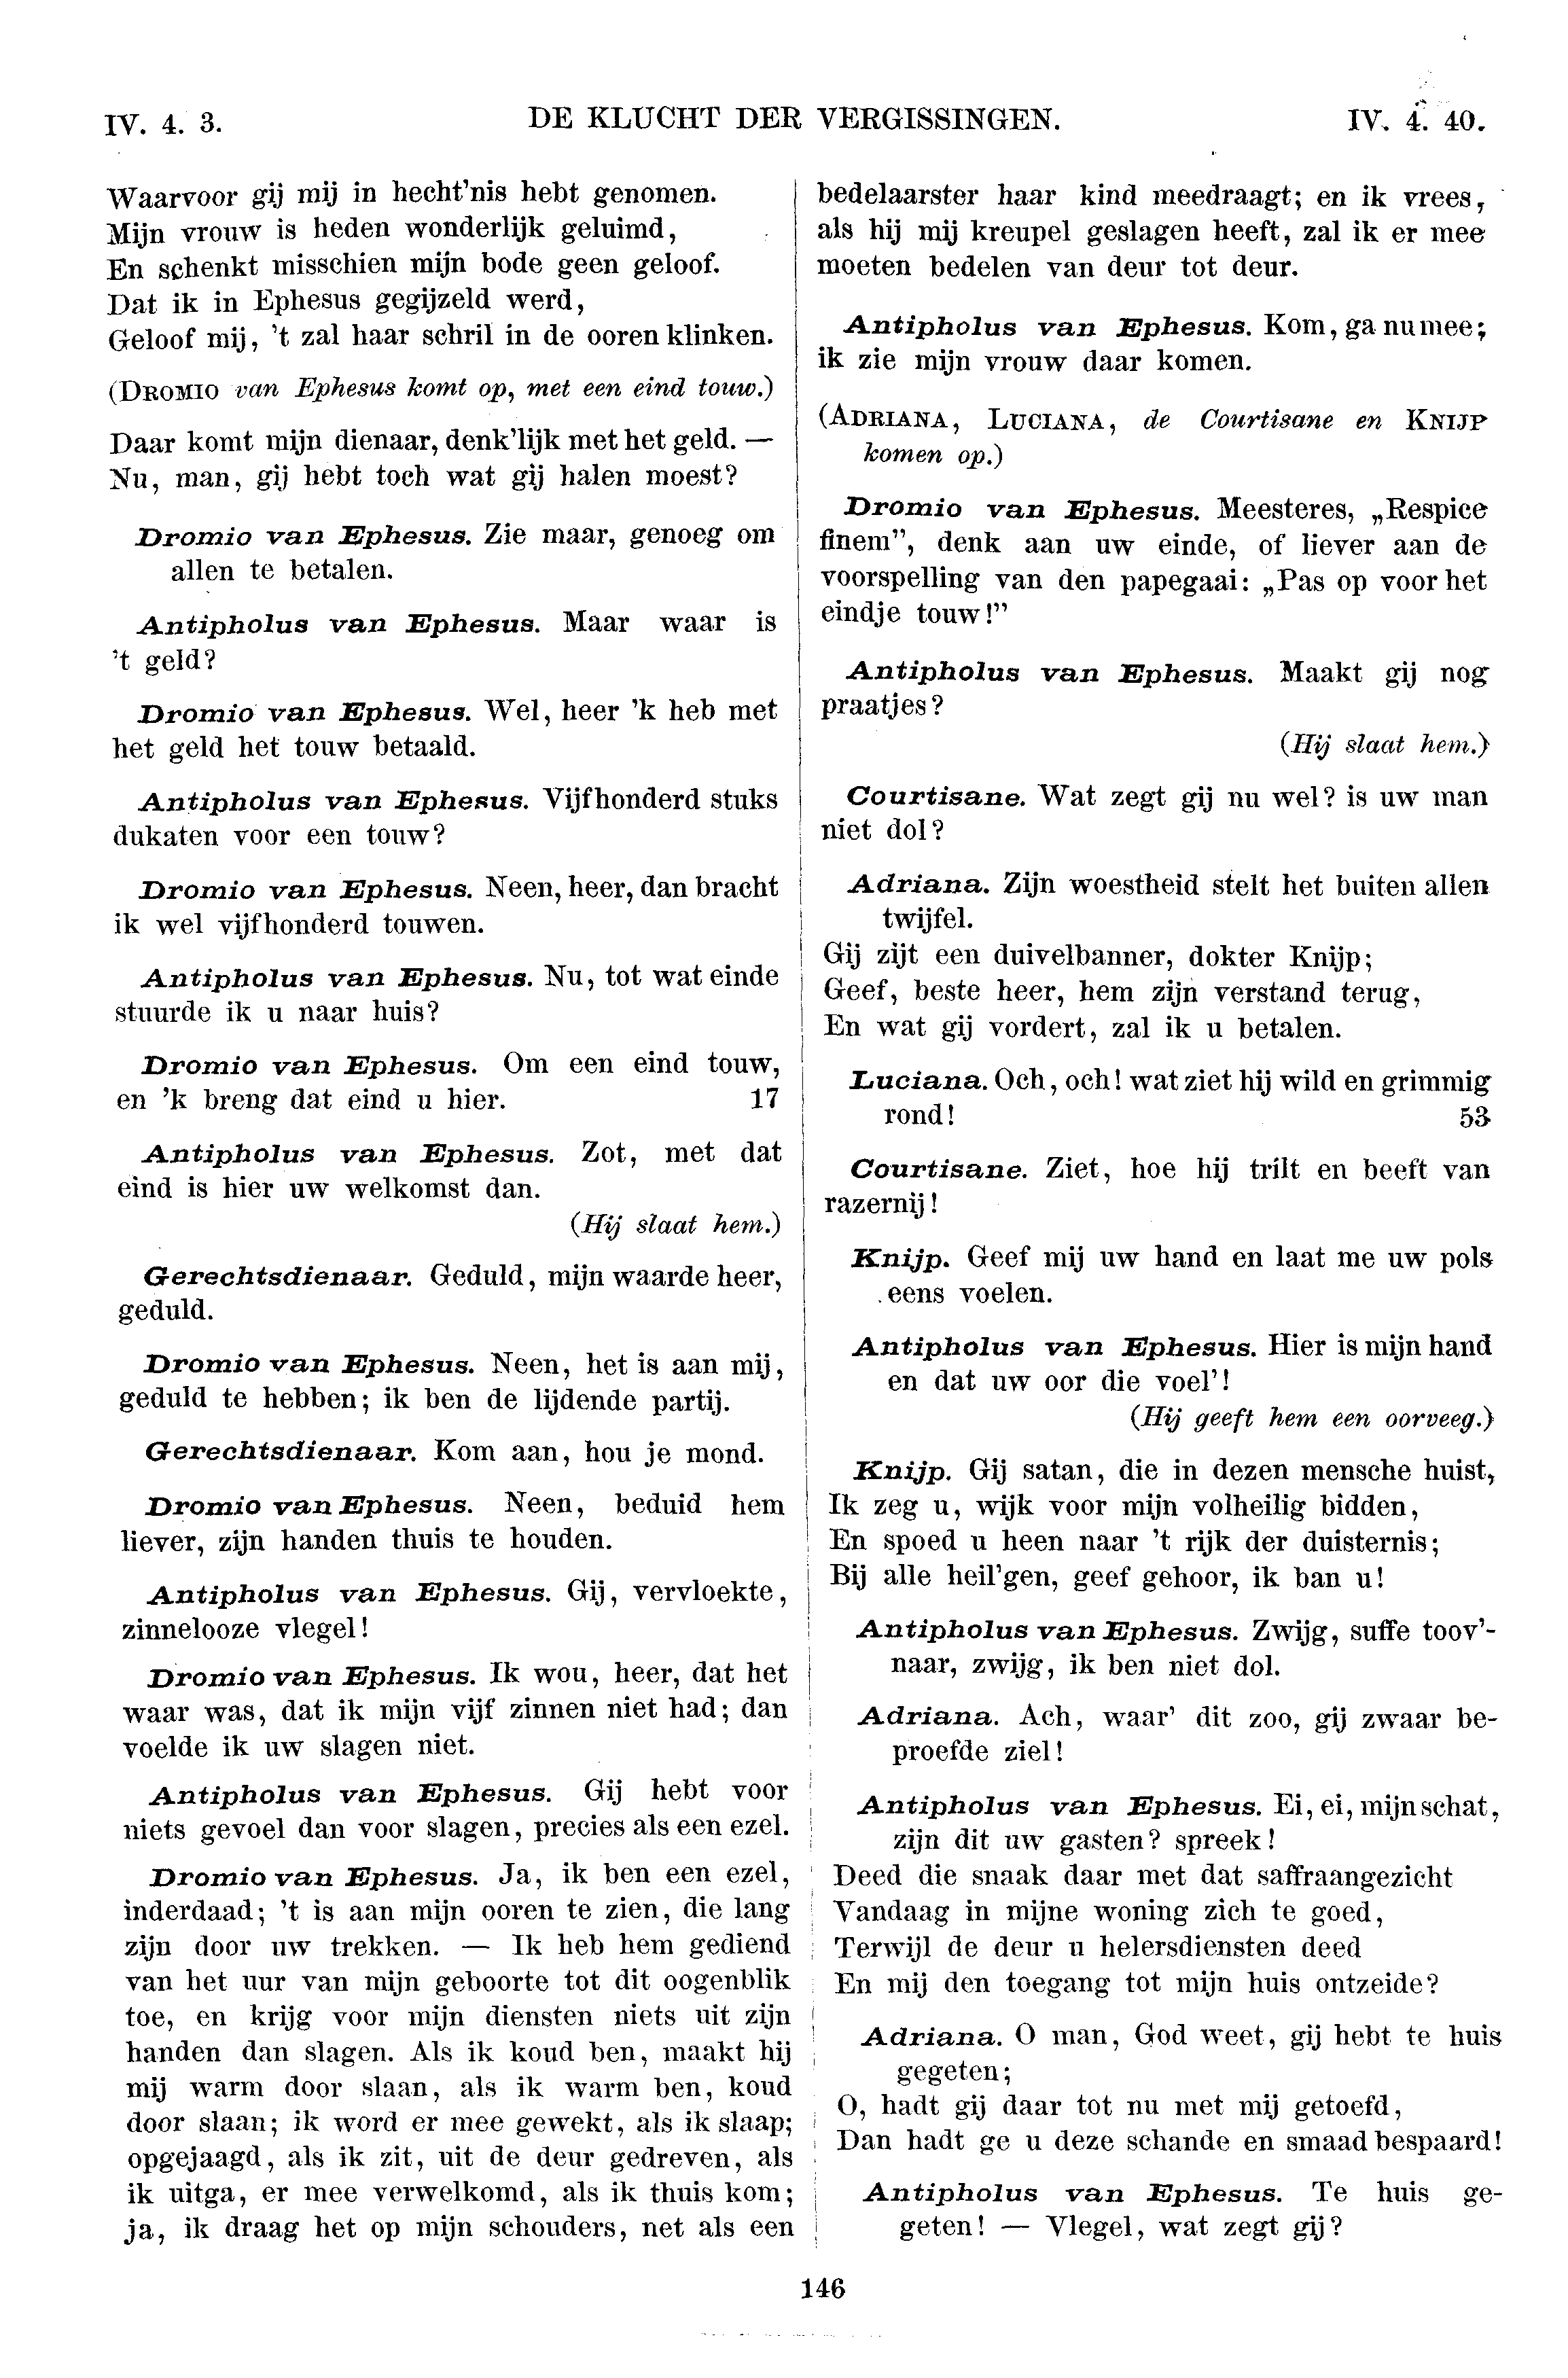 IV. 4. 3.
DE KLUCHT DER VERGISSINGEN.
IV. 4. 40.
Waarvoor gij mij in hecht'nis hebt genomen.
Mijn vrouw is heden wonderlijk geluimd,
En schenkt misschien mijn bode geen geloof.
Dat ik in Ephesus gegijzeld werd,
Geloof mij, 't zal haar schril in de ooren klinken.
(DROMIO van Ephesus komt op, met een eind touw.)
Daar komt mijn dienaar, denk'lijk met het geld. —
Nu, man, gij hebt toch wat gij halen moest?
Dromio van Ephesus. Zie maar, genoeg om
allen te betalen.
Antipholus van Ephesus. Maar waar is
't geld?
Dromio van Ephesus. Wel, heer 'k heb met
het geld het touw betaald.
Antipholus van Ephesus. Vijfhonderd stuks
dukaten voor een touw?
Dromio van Ephesus. Neen, heer, dan bracht
ik wel vijfhonderd touwen.
Antipholus van Ephesus. Nu, tot wat einde
stuurde ik u naar huis?
Dromio van Ephesus. Om een eind touw,
en 'k breng dat eind u hier. 17
Antipholus van Ephesus. Zot, met dat
eind is hier uw welkomst dan.
(Hij slaat hem.)
Gerechtsdienaar. Geduld, mijn waarde heer,
geduld.
Dromio van Ephesus. Neen, het is aan mij,
geduld te hebben; ik ben de lijdende partij.
Gerechtsdienaar. Kom aan, hou je mond.
Dromio van Ephesus. Neen, beduid hem
liever, zijn handen thuis te houden.
Antipholus van Ephesus. Gij, vervloekte,
zinnelooze vlegel!
Dromio van Ephesus. Ik wou, heer, dat het
waar was, dat ik mijn vijf zinnen niet had; dan
voelde ik uw slagen niet.
Antipholus van Ephesus. Gij hebt voor
niets gevoel dan voor slagen, precies als een ezel.
Dromio van Ephesus. Ja, ik ben een ezel,
inderdaad; 't is aan mijn ooren te zien, die lang
zijn door uw trekken. — Ik heb hem gediend
van het uur van mijn geboorte tot dit oogenblik
toe, en krijg voor mijn diensten niets uit zijn
handen dan slagen. Als ik koud ben, maakt hij
mij warm door slaan, als ik warm ben, koud
door slaan; ik word er mee gewekt, als ik slaap;
opgejaagd, als ik zit, uit de deur gedreven, als
ik uitga, er mee verwelkomd, als ik thuis kom;
ja, ik draag het op mijn schouders, net als een
bedelaarster haar kind meedraagt; en ik vrees,
als hij mij kreupel geslagen heeft, zal ik er mee
moeten bedelen van deur tot deur.
Antipholus van Ephesus. Kom, ga nu mee;
ik zie mijn vrouw daar komen.
(ADRIANA, LUCIANA, de Courtisane en KNIJP
komen op.)
Dromio van Ephesus. Meesteres, „Respice
finem”, denk aan uw einde, of liever aan de
voorspelling van den papegaai: „Pas op voor het
eindje touw!”
Antipholus van Ephesus. Maakt gij nog
praatjes?
(Hij slaat hem.)
Courtisane. Wat zegt gij nu wel? is uw man
niet dol?
Adriana. Zijn woestheid stelt het buiten allen
twijfel.
Gij zijt een duivelbanner, dokter Knijp;
Geef, beste heer, hem zijn verstand terug,
En wat gij vordert, zal ik u betalen.
Luciana. Och, och! wat ziet hij wild en grimmig
rond! 53
Courtisane. Ziet, hoe hij trilt en beeft van
razernij!
Knijp. Geef mij uw hand en laat me uw pols
eens voelen.
Antipholus van Ephesus. Hier is mijn hand
en dat uw oor die voel'!
(Hij geeft hem een oorveeg.)
Knijp. Gij satan, die in dezen mensche huist,
Ik zeg u, wijk voor mijn volheilig bidden,
En spoed u heen naar 't rijk der duisternis;
Bij alle heil'gen, geef gehoor, ik ban u!
Antipholus van Ephesus. Zwijg, suffe toov'-
naar, zwijg, ik ben niet dol.
Adriana. Ach, waar' dit zoo, gij zwaar be-
proefde ziel!
Antipholus van Ephesus. Ei, ei, mijn schat,
zijn dit uw gasten? spreek!
Deed die snaak daar met dat saffraangezicht
Vandaag in mijne woning zich te goed,
Terwijl de deur u helersdiensten deed
En mij den toegang tot mijn huis ontzeide?
Adriana. O man, God weet, gij hebt te huis
gegeten;
O, hadt gij daar tot nu met mij getoefd,
Dan hadt ge u deze schande en smaad bespaard!
Antipholus van Ephesus. Te huis ge-
geten! — Vlegel, wat zegt gij?
146